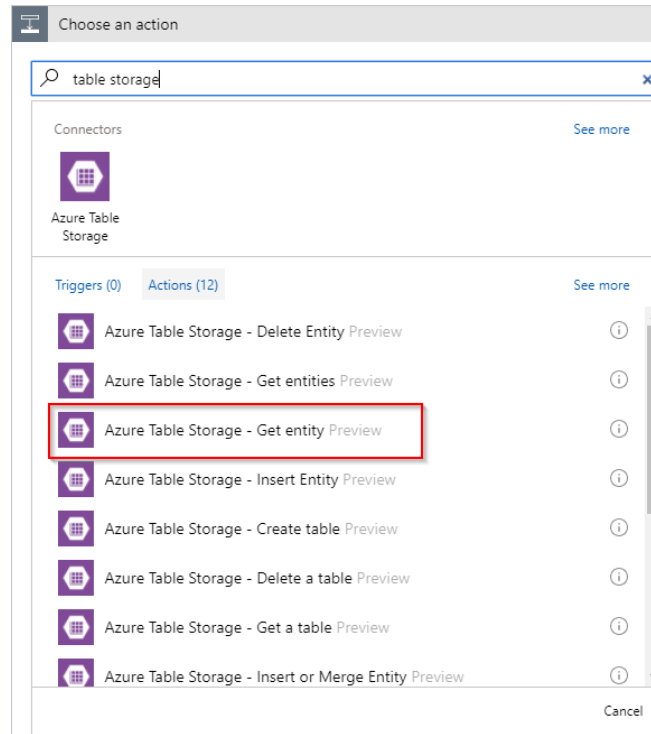 Choose an action
table storage
Connectors
See more
Azure Table
Storage
Triggers (0) Actions (12) See more
Azure Table Storage - Delete Entity Preview
Azure Table Storage - Get entities Preview
Azure Table Storage - Get entity Preview
Azure Table Storage - Insert Entity Preview
Azure Table Storage - Create table Preview
Azure Table Storage - Delete a table Preview
Azure Table Storage - Get a table Preview
Azure Table Storage - Insert or Merge Entity Preview
Cancel